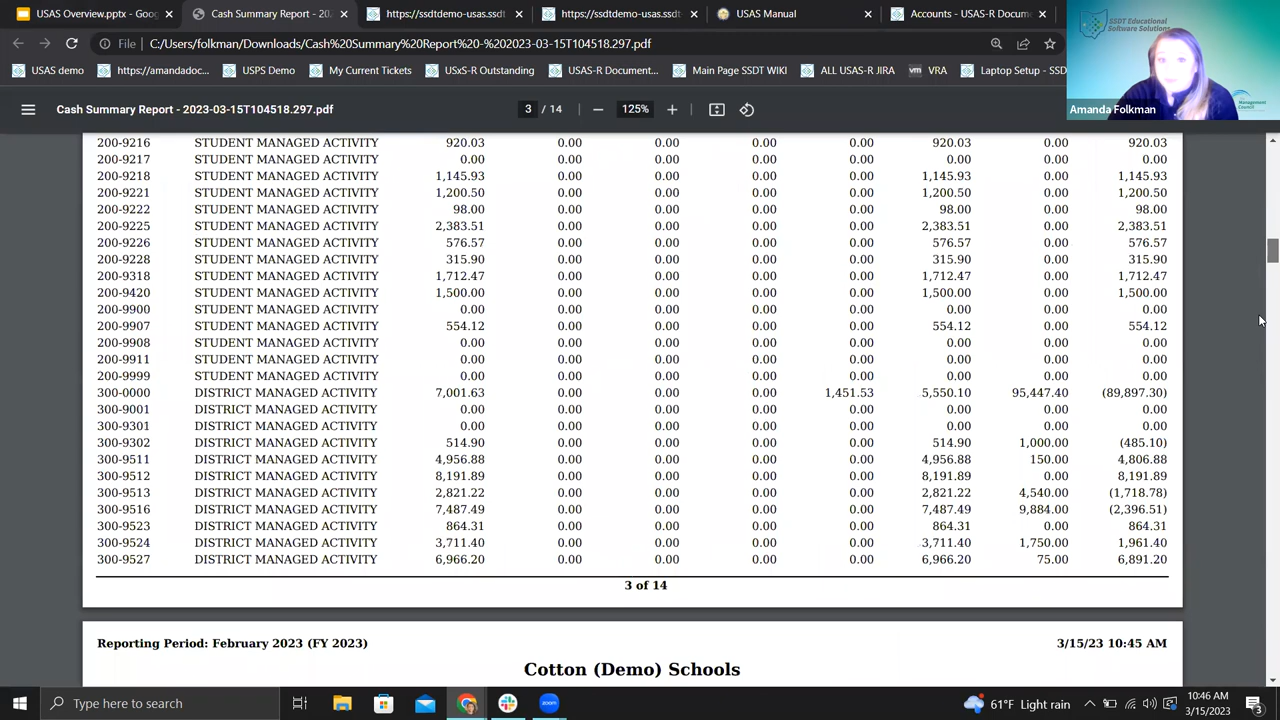 USAS Overview.pptx - Goog
Cash Summary Report - 202
https://ssdtdemo-usas.ssdt
https://ssdtdemo-usas.ssdt.
USAS Manual
Accounts - USAS-R Docum
File
C:/Users/folkman/Downloads/Cash%20Summary%20Report%20-%202023-03-15T104518.297.pdf
USAS demo
https://amandadoc...
USPS Demo
My Current Tickets
USxS R Outstanding
USAS-R Document...
Main Page SSDT WIKI
ALL USAS-R JIRA
VRA
Laptop Setup - SSD
SSDT Educational
Software Solutions
Management
Council
Amanda Folkman
Cash Summary Report - 2023-03-15T104518.297.pdf
3 / 14
125%
200-9216 STUDENT MANAGED ACTIVITY 920.03 0.00 0.00 0.00 0.00 920.03 0.00 920.03
200-9217 STUDENT MANAGED ACTIVITY 0.00 0.00 0.00 0.00 0.00 0.00 0.00 0.00
200-9218 STUDENT MANAGED ACTIVITY 1,145.93 0.00 0.00 0.00 0.00 1,145.93 0.00 1,145.93
200-9221 STUDENT MANAGED ACTIVITY 1,200.50 0.00 0.00 0.00 0.00 1,200.50 0.00 1,200.50
200-9222 STUDENT MANAGED ACTIVITY 98.00 0.00 0.00 0.00 0.00 98.00 0.00 98.00
200-9225 STUDENT MANAGED ACTIVITY 2,383.51 0.00 0.00 0.00 0.00 2,383.51 0.00 2,383.51
200-9226 STUDENT MANAGED ACTIVITY 576.57 0.00 0.00 0.00 0.00 576.57 0.00 576.57
200-9228 STUDENT MANAGED ACTIVITY 315.90 0.00 0.00 0.00 0.00 315.90 0.00 315.90
200-9318 STUDENT MANAGED ACTIVITY 1,712.47 0.00 0.00 0.00 0.00 1,712.47 0.00 1,712.47
200-9420 STUDENT MANAGED ACTIVITY 1,500.00 0.00 0.00 0.00 0.00 1,500.00 0.00 1,500.00
200-9900 STUDENT MANAGED ACTIVITY 0.00 0.00 0.00 0.00 0.00 0.00 0.00 0.00
200-9907 STUDENT MANAGED ACTIVITY 554.12 0.00 0.00 0.00 0.00 554.12 0.00 554.12
200-9908 STUDENT MANAGED ACTIVITY 0.00 0.00 0.00 0.00 0.00 0.00 0.00 0.00
200-9911 STUDENT MANAGED ACTIVITY 0.00 0.00 0.00 0.00 0.00 0.00 0.00 0.00
200-9999 STUDENT MANAGED ACTIVITY 0.00 0.00 0.00 0.00 0.00 0.00 0.00 0.00
300-0000 DISTRICT MANAGED ACTIVITY 7,001.63 0.00 0.00 0.00 1,451.53 5,550.10 95,447.40 (89,897.30)
300-9001 DISTRICT MANAGED ACTIVITY 0.00 0.00 0.00 0.00 0.00 0.00 0.00 0.00
300-9301 DISTRICT MANAGED ACTIVITY 0.00 0.00 0.00 0.00 0.00 0.00 0.00 0.00
300-9302 DISTRICT MANAGED ACTIVITY 514.90 0.00 0.00 0.00 0.00 514.90 1,000.00 (485.10)
300-9511 DISTRICT MANAGED ACTIVITY 4,956.88 0.00 0.00 0.00 0.00 4,956.88 150.00 4,806.88
300-9512 DISTRICT MANAGED ACTIVITY 8,191.89 0.00 0.00 0.00 0.00 8,191.89 0.00 8,191.89
300-9513 DISTRICT MANAGED ACTIVITY 2,821.22 0.00 0.00 0.00 0.00 2,821.22 4,540.00 (1,718.78)
300-9516 DISTRICT MANAGED ACTIVITY 7,487.49 0.00 0.00 0.00 0.00 7,487.49 9,884.00 (2,396.51)
300-9523 DISTRICT MANAGED ACTIVITY 864.31 0.00 0.00 0.00 0.00 864.31 0.00 864.31
300-9524 DISTRICT MANAGED ACTIVITY 3,711.40 0.00 0.00 0.00 0.00 3,711.40 1,750.00 1,961.40
300-9527 DISTRICT MANAGED ACTIVITY 6,966.20 0.00 0.00 0.00 0.00 6,966.20 75.00 6,891.20
3 of 14
Reporting Period: February 2023 (FY 2023)
3/15/23 10:45 AM
Cotton (Demo) Schools
Type here to search
zoom
61°F Light rain
10:46 AM
3/15/2023
3